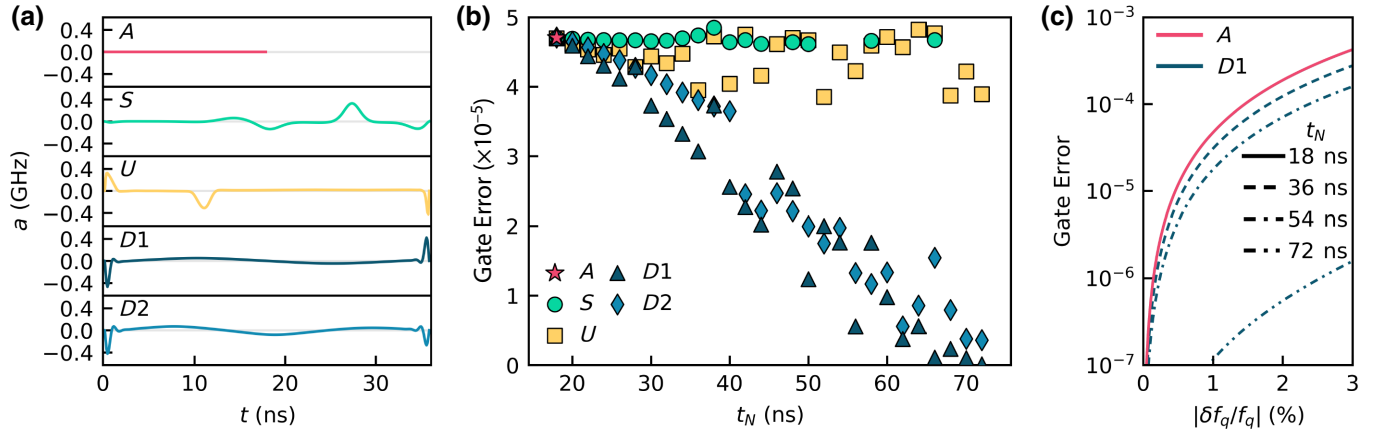 (a)
A
0.4
0.0
−0.4
S
0.4
0.0
−0.4
U
0.4
0.0
−0.4
D1
0.4
0.0
−0.4
D2
0.4
0.0
−0.4
a (GHz)
0 10 20 30
t (ns)
(b)
5
4
3
2
1
0
Gate Error (×10⁻⁵)
A D1
S D2
U
20 30 40 50 60 70
t_N (ns)
(c)
10⁻³
10⁻⁴
10⁻⁵
10⁻⁶
10⁻⁷
Gate Error
A
D1
t_N
18 ns
36 ns
54 ns
72 ns
0 1 2 3
|δf_q/f_q| (%)